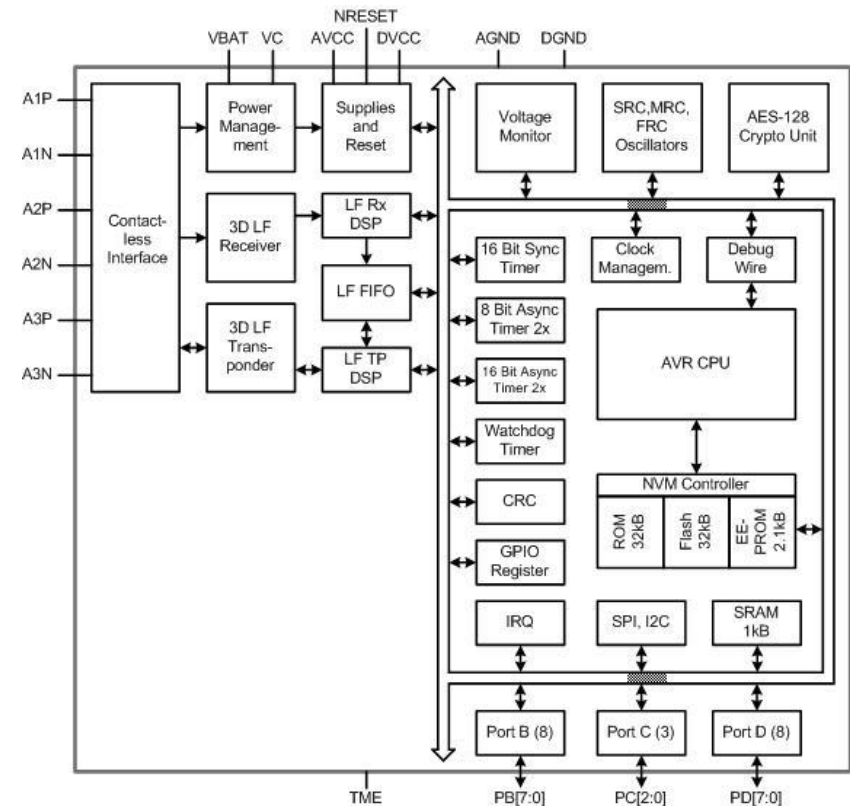 NRESET
VBAT VC AVCC DVCC AGND DGND
A1P
A1N
A2P
A2N
A3P
A3N
Contact-
less
Interface
Power
Manage-
ment
Supplies
and
Reset
3D LF
Receiver
LF Rx
DSP
LF FIFO
3D LF
Trans-
ponder
LF TP
DSP
Voltage
Monitor
SRC,MRC,
FRC
Oscillators
AES-128
Crypto Unit
16 Bit Sync
Timer
Clock
Managem.
Debug
Wire
8 Bit Async
Timer 2x
16 Bit Async
Timer 2x
AVR CPU
Watchdog
Timer
CRC
GPIO
Register
NVM Controller
ROM
32kB
Flash
32kB
EE-
PROM
2.1kB
IRQ
SPI, I2C
SRAM
1kB
Port B (8)
Port C (3)
Port D (8)
TME PB[7:0] PC[2:0] PD[7:0]